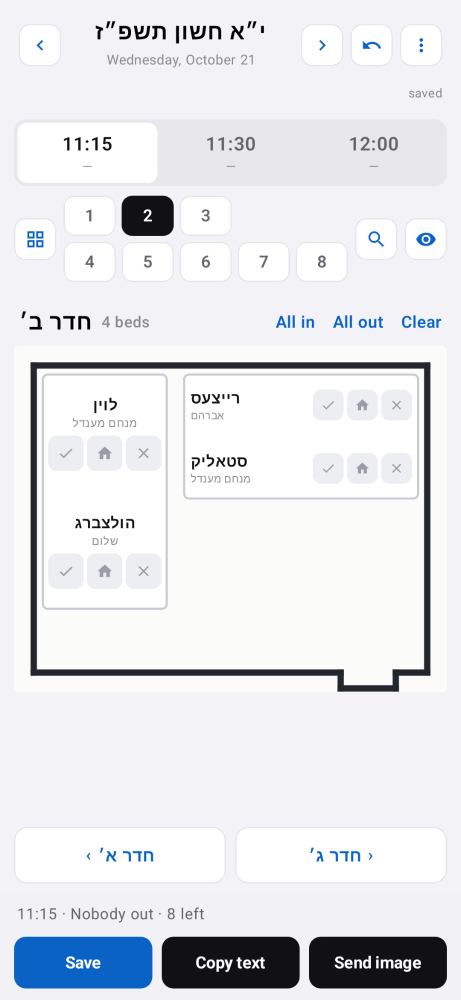 י״א חשון תשפ״ז
Wednesday, October 21
saved
11:15 11:30 12:00
— — —
1 2 3
4 5 6 7 8
חדר ב׳ 4 beds All in All out Clear
לוין
מנחם מענדל
הולצברג
שלום
רייצעס
אברהם
סטאליק
מנחם מענדל
‹ חדר א׳
חדר ג׳ ›
11:15 · Nobody out · 8 left
Save Copy text Send image